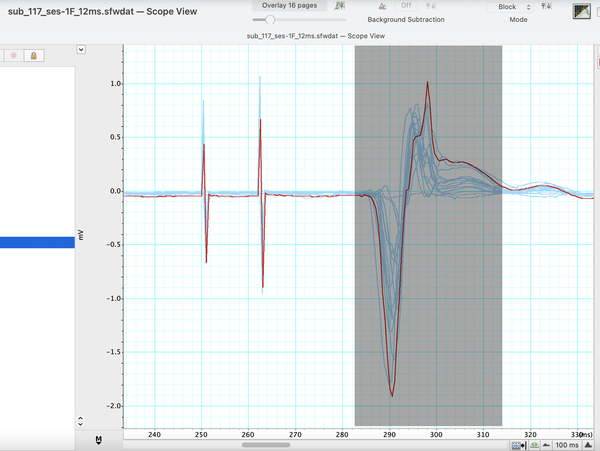 sub_117_ses-1F_12ms.sfwdat — Scope View
Overlay 16 pages
Off
Block
Background Subtraction
Mode
sub_117_ses-1F_12ms.sfwdat — Scope View
1.0
0.5
0.0
mV
−0.5
−1.0
−1.5
−2.0
240
250
260
270
280
290
300
310
320
M
100 ms